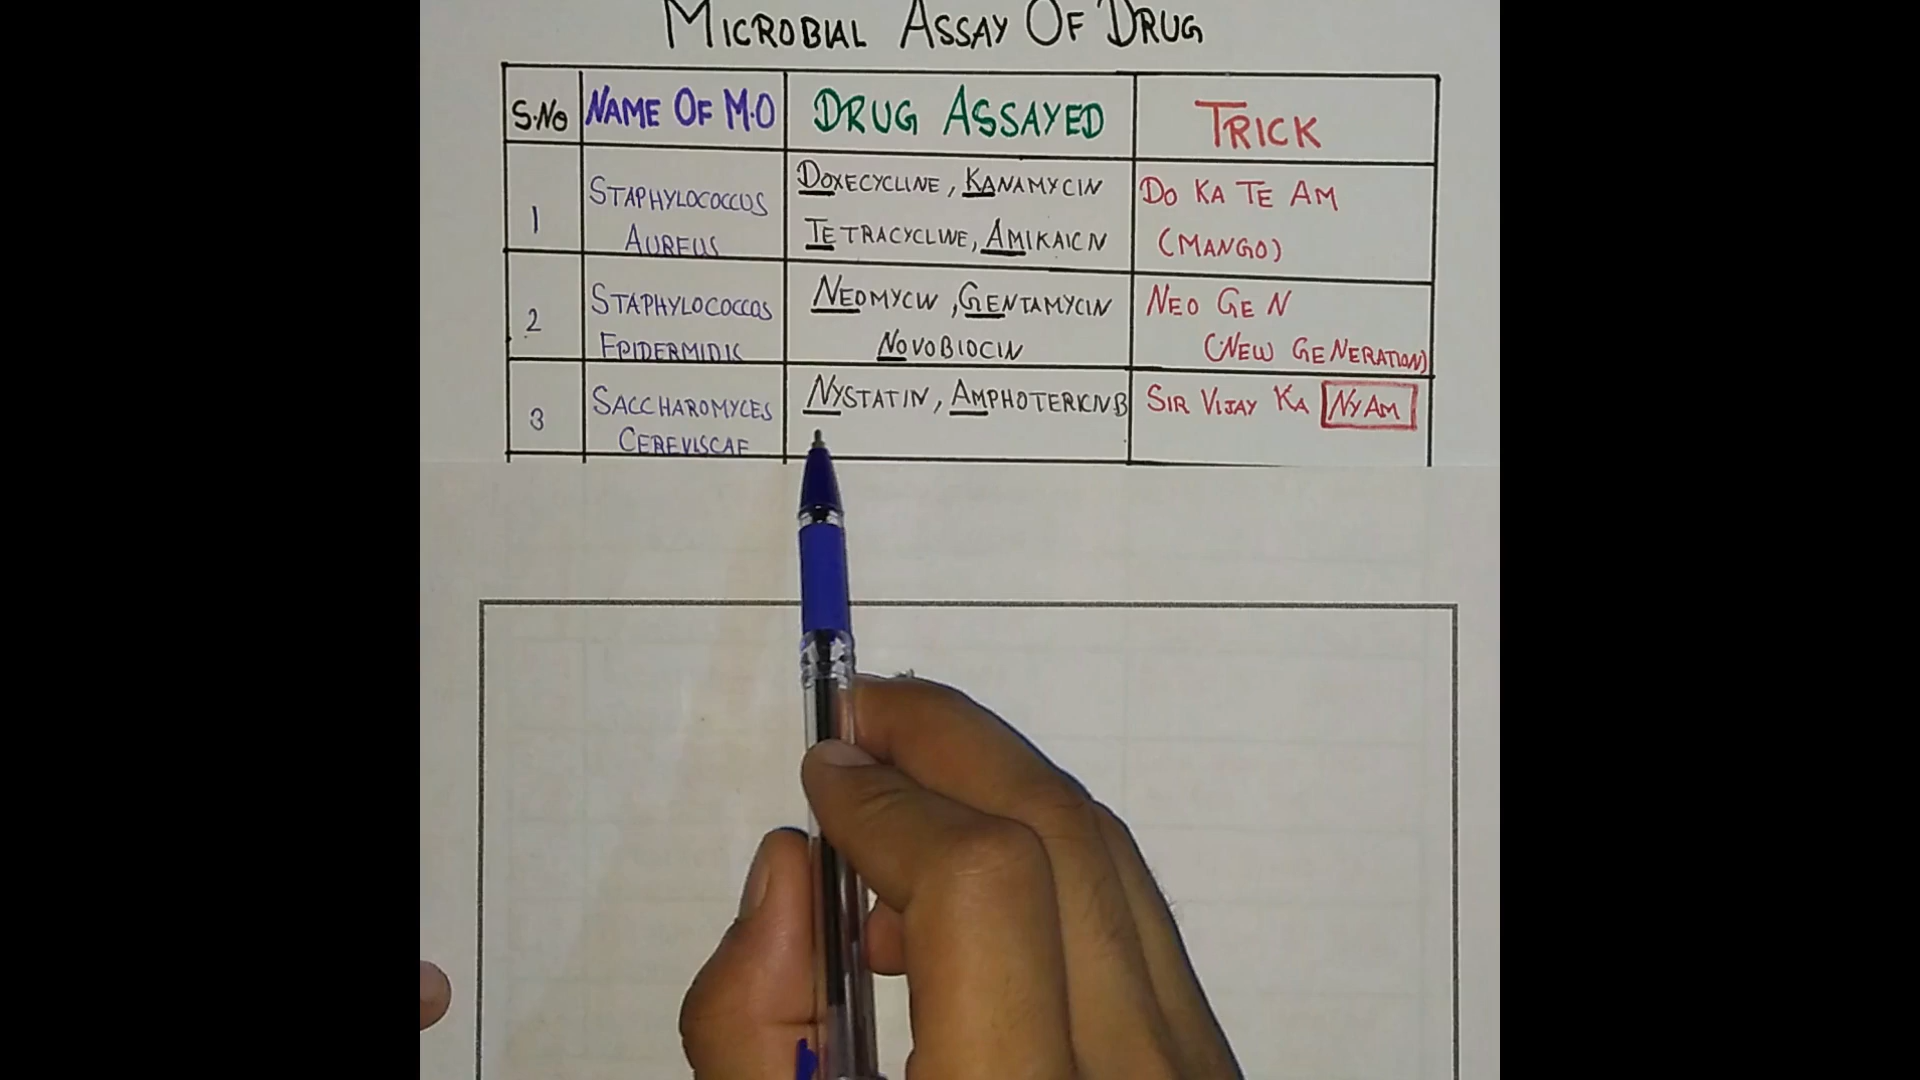 MICROBIAL ASSAY OF DRUG
S.NO NAME OF M.O DRUG ASSAYED TRICK
1 STAPHYLOCOCCUS AUREUS
DOXECYCLINE, KANAMYCIN
TETRACYCLINE, AMIKAICN
DO KA TE AM
(MANGO)
2 STAPHYLOCOCCOS EPIDERMIDIS
NEOMYCIN, GENTAMYCIN
NOVOBIOCIN
NEO GE N
(NEW GENERATION)
3 SACCHAROMYCES CEREVISCAE
NYSTATIN, AMPHOTERICNB
SIR VIJAY KA NYAM